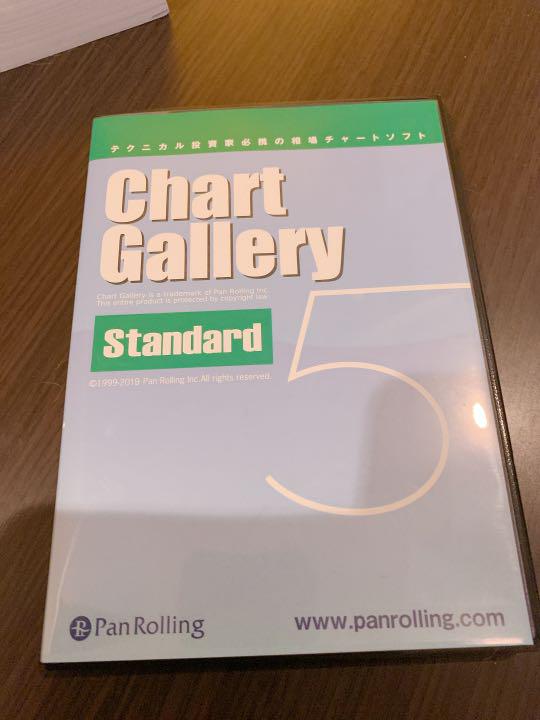 テクニカル投資家必携の相場チャートソフト
Chart
Gallery
Chart Gallery is a trademark of Pan Rolling Inc.
This entire product is protected by copyright law.
Standard
©1999-2019 Pan Rolling Inc.All rights reserved.
5
Pan Rolling
www.panrolling.com